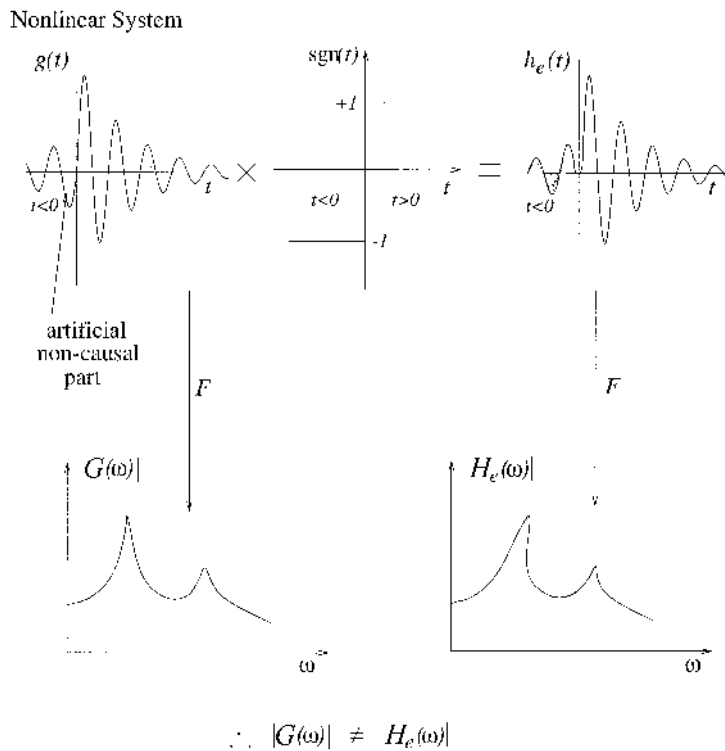 Nonlinear System
g(t)
sgn(t)
h_e(t)
+1
×
=
t
t<0
t<0
t>0
t
t<0
t
-1
artificial
non-causal
part
F
F
G(ω)|
H_e(ω)|
ω
ω
∴ |G(ω)| ≠ H_e(ω)|